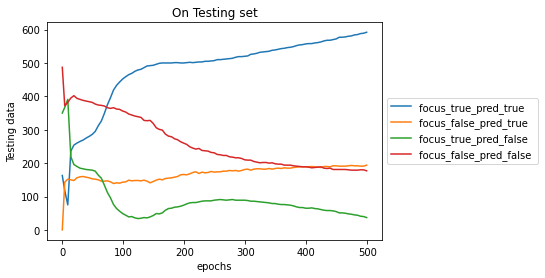 On Testing set
Testing data
600
500
400
300
200
100
0
0 100 200 300 400 500
epochs
focus_true_pred_true
focus_false_pred_true
focus_true_pred_false
focus_false_pred_false